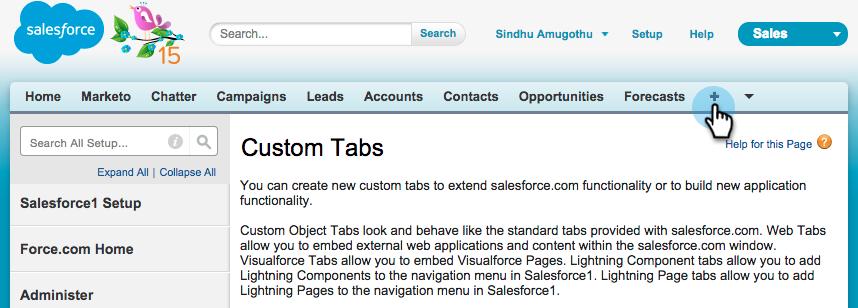 salesforce
15
Search...
Search
Sindhu Amugothu
Setup
Help
Sales
Home Marketo Chatter Campaigns Leads Accounts Contacts Opportunities Forecasts +
Search All Setup...
i
Expand All | Collapse All
Salesforce1 Setup
Force.com Home
Administer
Custom Tabs
Help for this Page ?
You can create new custom tabs to extend salesforce.com functionality or to build new application
functionality.
Custom Object Tabs look and behave like the standard tabs provided with salesforce.com. Web Tabs
allow you to embed external web applications and content within the salesforce.com window.
Visualforce Tabs allow you to embed Visualforce Pages. Lightning Component tabs allow you to add
Lightning Components to the navigation menu in Salesforce1. Lightning Page tabs allow you to add
Lightning Pages to the navigation menu in Salesforce1.